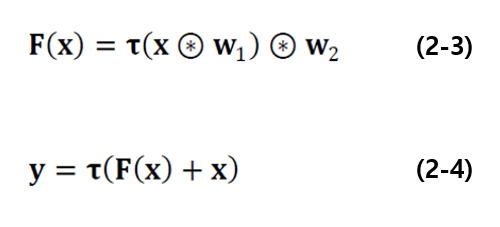 F(x) = τ(x ⊛ w₁) ⊛ w₂ (2-3)
y = τ(F(x) + x) (2-4)